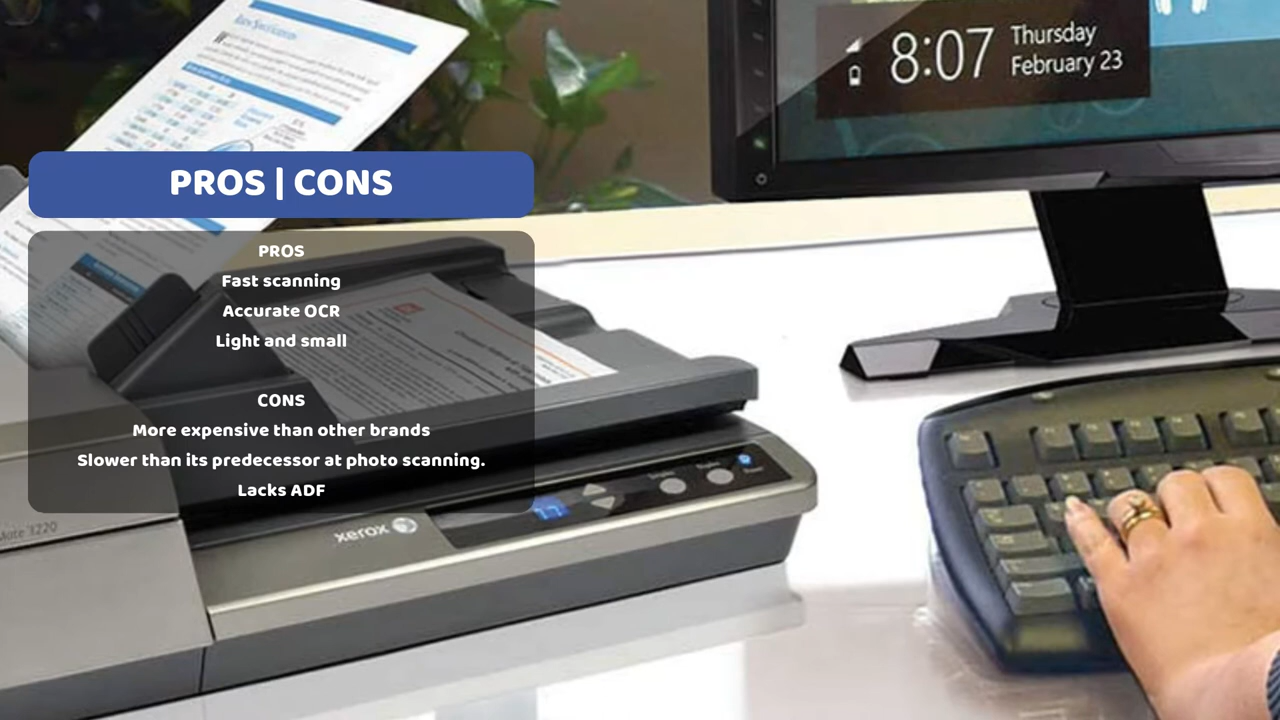 8:07
Thursday
February 23
PROS | CONS
PROS
Fast scanning
Accurate OCR
Light and small
CONS
More expensive than other brands
Slower than its predecessor at photo scanning.
Lacks ADF
xerox
3220